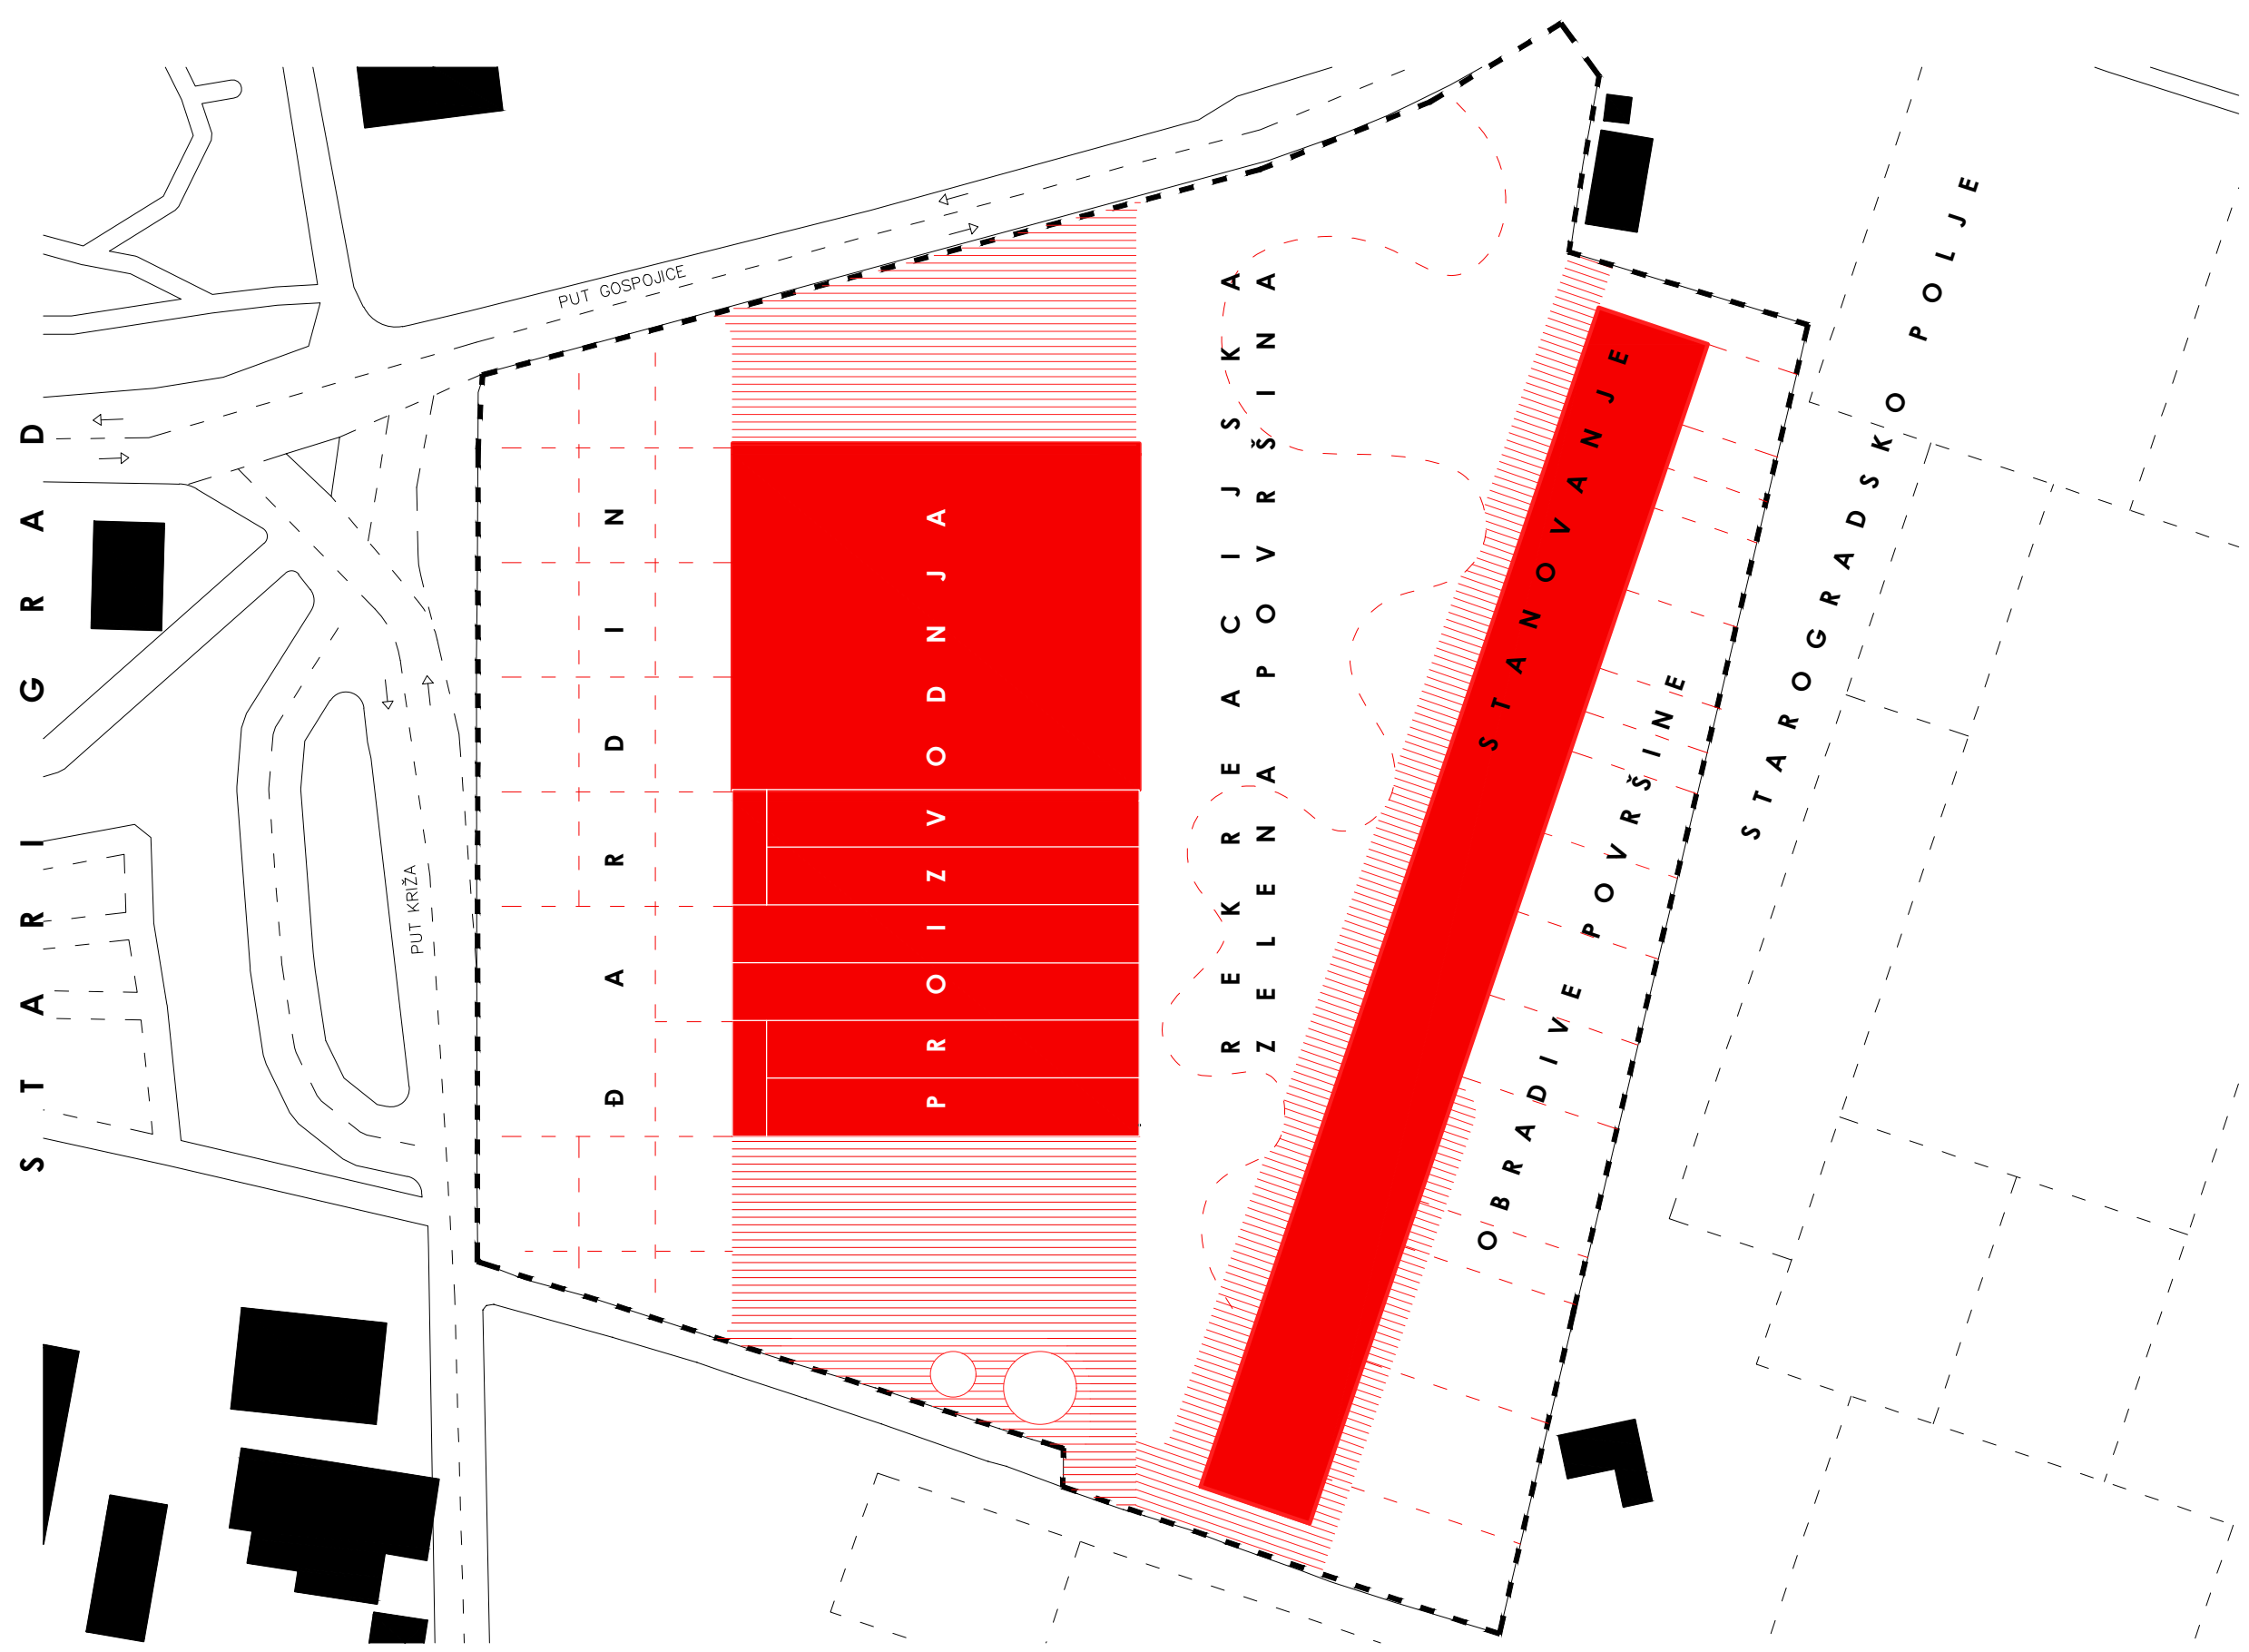 STARI GRAD
PUT GOSPOJICE
PUT KRIŽA
ĐARDIN
PROIZVODNJA
REKREACIJSKA
ZELENA POVRŠINA
STANOVANJE
OBRADIVE POVRŠINE
STAROGRADSKO POLJE